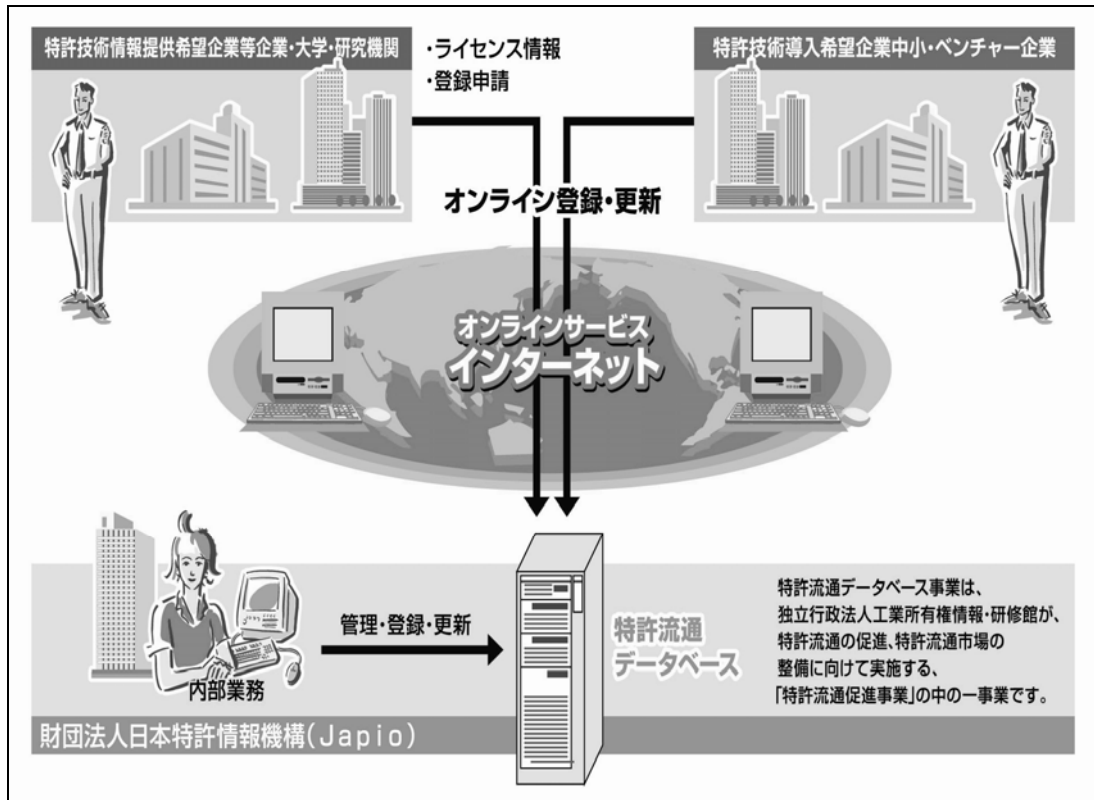 特許技術情報提供希望企業等企業・大学・研究機関
・ライセンス情報
・登録申請
特許技術導入希望企業中小・ベンチャー企業
オンライン登録・更新
オンラインサービス
インターネット
管理・登録・更新
内部業務
特許流通
データベース
特許流通データベース事業は、
独立行政法人工業所有権情報・研修館が、
特許流通の促進、特許流通市場の
整備に向けて実施する、
「特許流通促進事業」の中の一事業です。
財団法人日本特許情報機構(Japio)